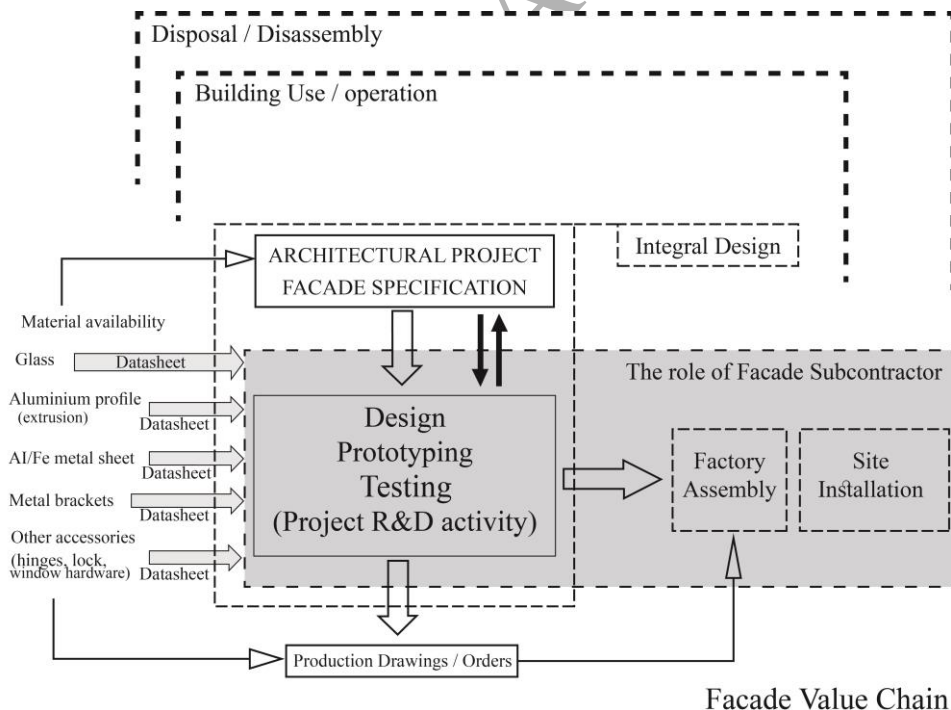 Disposal / Disassembly
Building Use / operation
Integral Design
ARCHITECTURAL PROJECT
FACADE SPECIFICATION
Material availability
Glass
Datasheet
Aluminium profile
(extrusion)
Datasheet
AI/Fe metal sheet
Datasheet
Metal brackets
Datasheet
Other accessories
(hinges, lock,
window hardware)
Datasheet
The role of Facade Subcontractor
Design
Prototyping
Testing
(Project R&D activity)
Factory
Assembly
Site
Installation
Production Drawings / Orders
Facade Value Chain